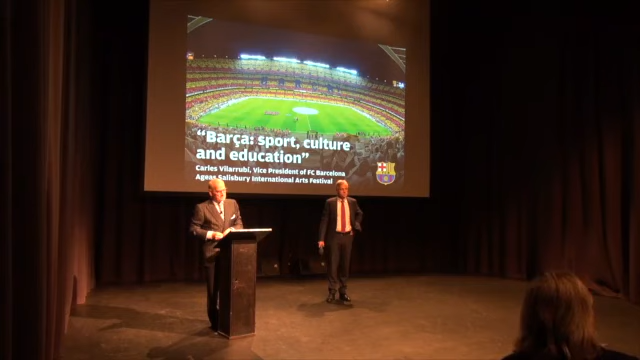 “Barça: sport, culture
and education”
Carles Vilarrubí, Vice President of FC Barcelona
Ageas Salisbury International Arts Festival